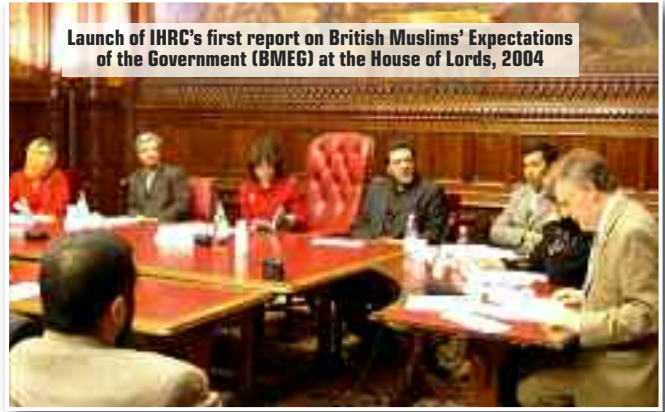 Launch of IHRC’s first report on British Muslims’ Expectations
of the Government (BMEG) at the House of Lords, 2004